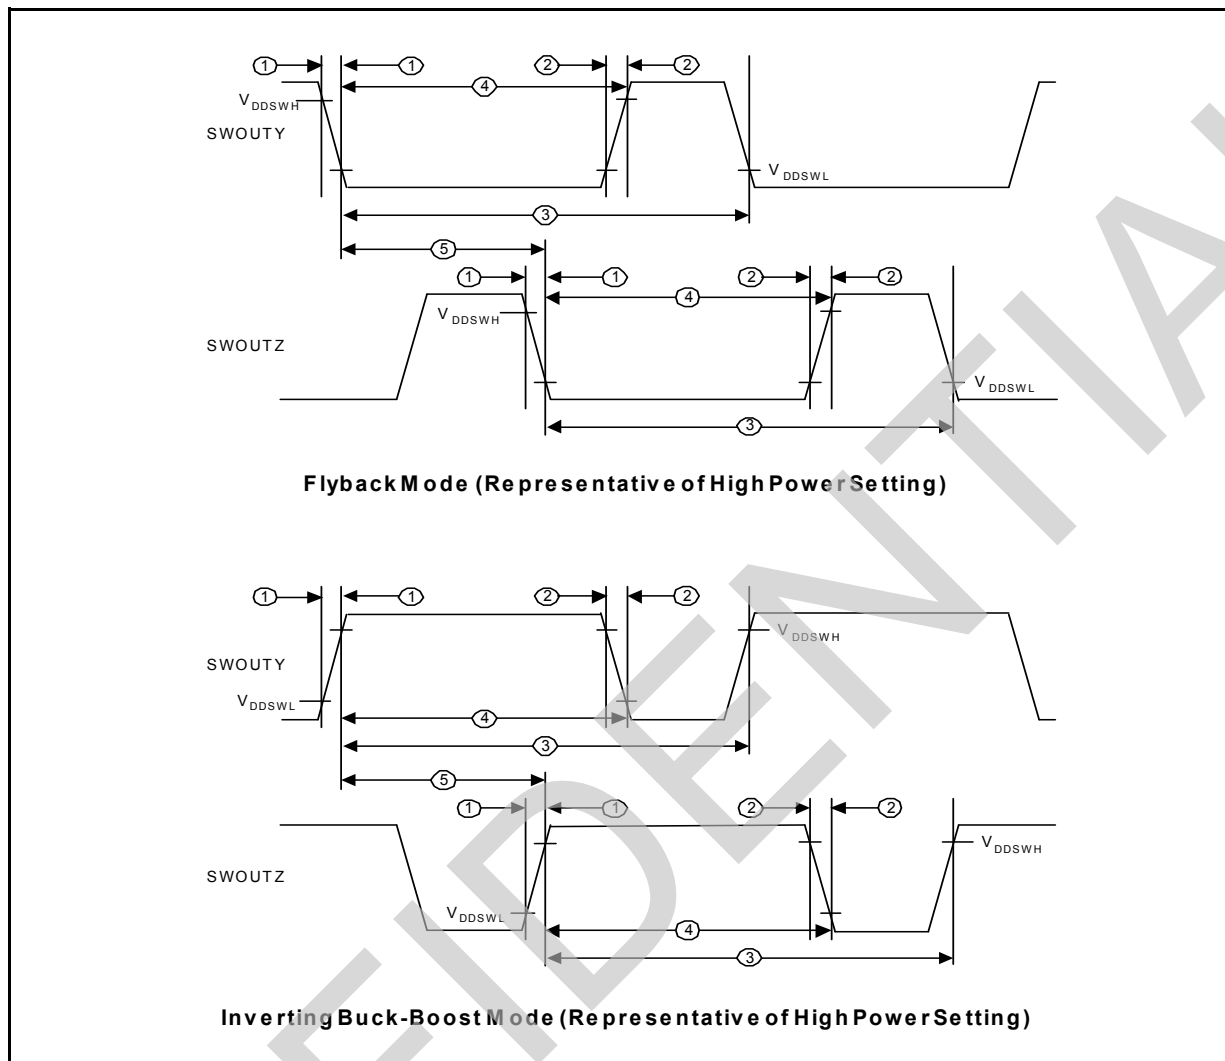 1 1 2 2
4
V DDSWH
SWOUTY
V DDSWL
3
5
1 1 2 2
4
V DDSWH
SWOUTZ
V DDSWL
3
Flyback Mode (Representative of High Power Setting)
1 1 2 2
V DDSWH
SWOUTY
V DDSWL
4
3
5
1 1 2 2
V DDSWH
SWOUTZ
V DDSWL
4
3
Inverting Buck-Boost Mode (Representative of High Power Setting)
FIDENTIA